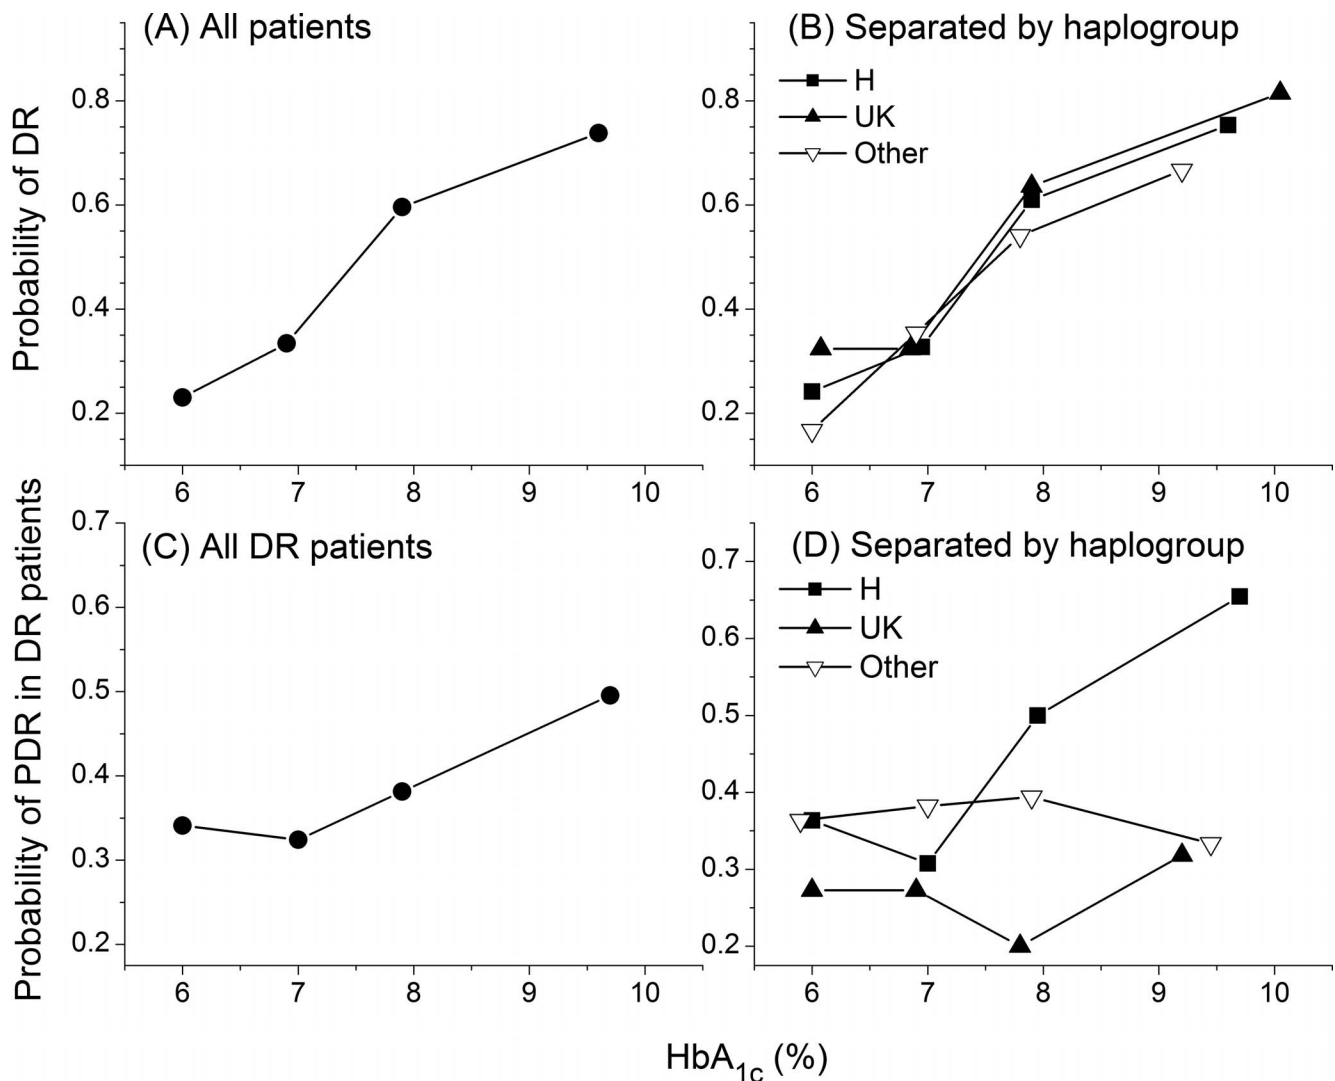 (A) All patients
Probability of DR
0.8
0.6
0.4
0.2
6 7 8 9 10
(B) Separated by haplogroup
H
UK
Other
0.8
0.6
0.4
0.2
6 7 8 9 10
(C) All DR patients
Probability of PDR in DR patients
0.7
0.6
0.5
0.4
0.3
0.2
6 7 8 9 10
(D) Separated by haplogroup
H
UK
Other
0.7
0.6
0.5
0.4
0.3
0.2
6 7 8 9 10
HbA1c (%)